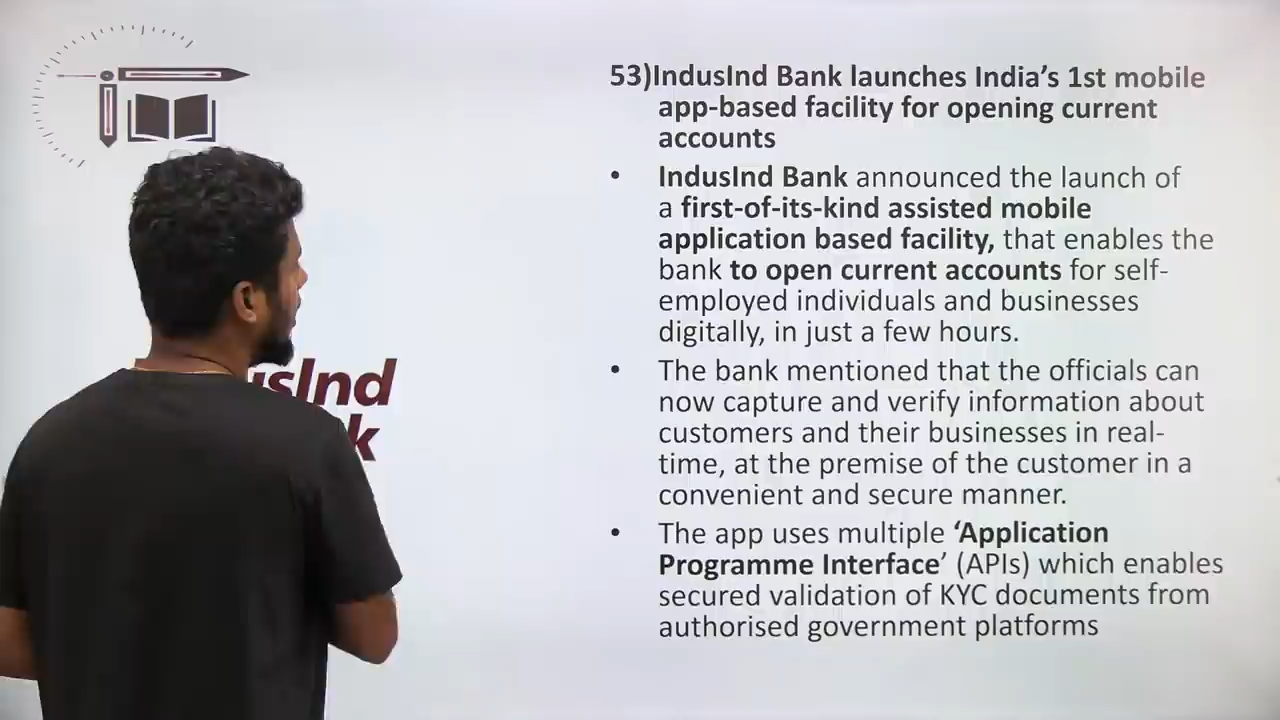 53)IndusInd Bank launches India’s 1st mobile
app-based facility for opening current
accounts
• IndusInd Bank announced the launch of
a first-of-its-kind assisted mobile
application based facility, that enables the
bank to open current accounts for self-
employed individuals and businesses
digitally, in just a few hours.
• The bank mentioned that the officials can
now capture and verify information about
customers and their businesses in real-
time, at the premise of the customer in a
convenient and secure manner.
• The app uses multiple ‘Application
Programme Interface’ (APIs) which enables
secured validation of KYC documents from
authorised government platforms